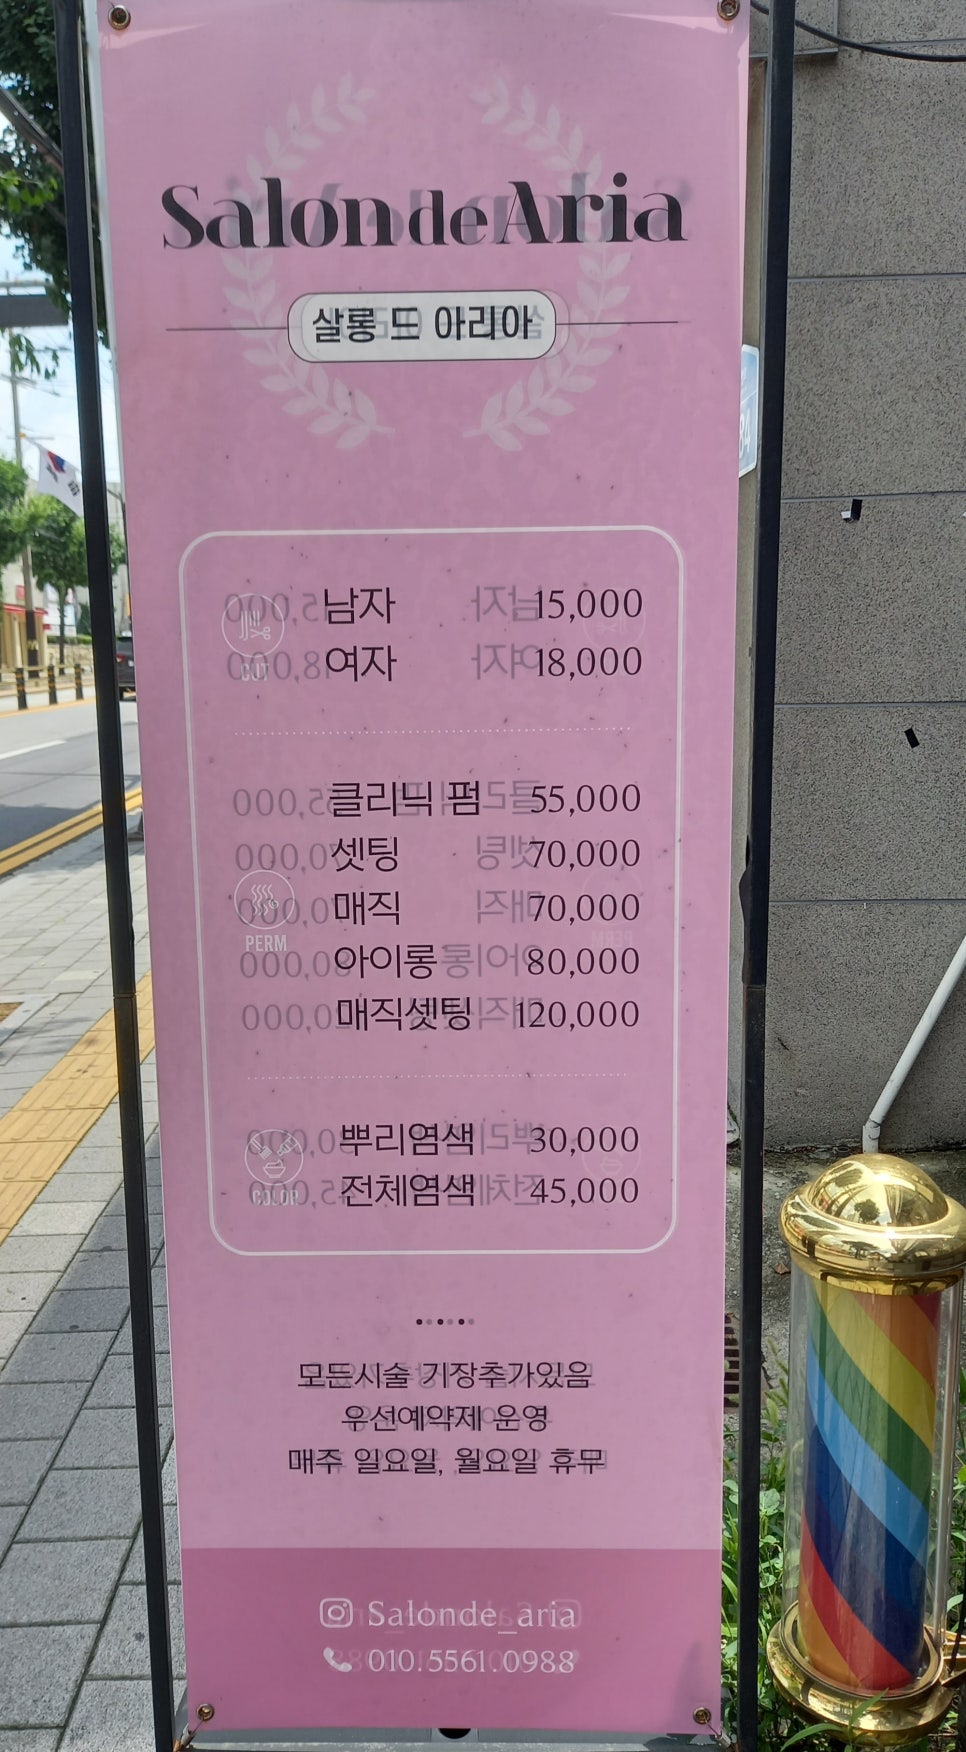 Salon de Aria
살롱 드 아리아
CUT
남자 15,000
여자 18,000
PERM
클리닉 펌 55,000
셋팅 70,000
매직 70,000
아이롱 80,000
매직셋팅 120,000
COLOR
뿌리염색 30,000
전체염색 45,000
모든시술 기장추가있음
우선예약제 운영
매주 일요일, 월요일 휴무
Salonde_aria
010.5561.0988
84